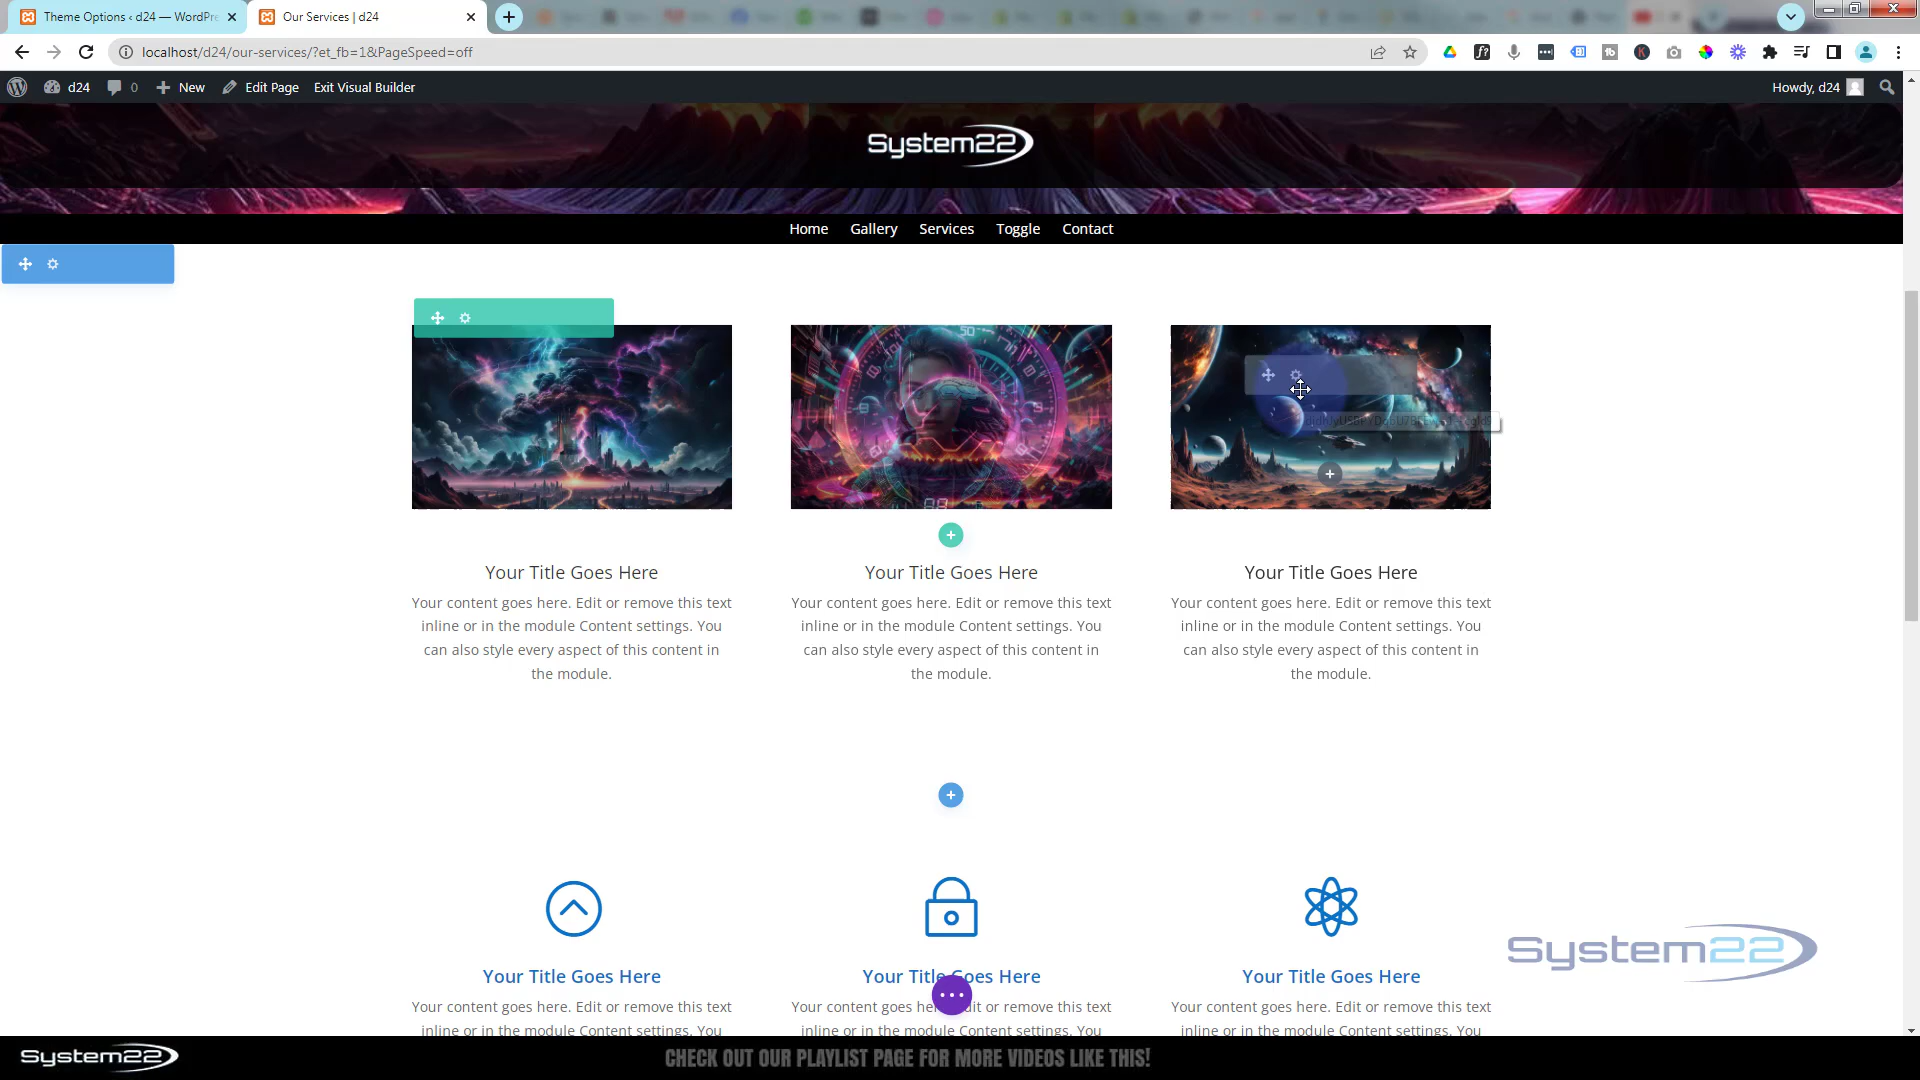 Theme Options ‹ d24 — WordPre
Our Services | d24
localhost/d24/our-services/?et_fb=1&PageSpeed=off
d24
0
New
Edit Page
Exit Visual Builder
Howdy, d24
System22
Home
Gallery
Services
Toggle
Contact
Your Title Goes Here
Your content goes here. Edit or remove this text
inline or in the module Content settings. You
can also style every aspect of this content in
the module.
Your Title Goes Here
Your content goes here. Edit or remove this text
inline or in the module Content settings. You
can also style every aspect of this content in
the module.
Your Title Goes Here
Your content goes here. Edit or remove this text
inline or in the module Content settings. You
can also style every aspect of this content in
the module.
Your Title Goes Here
Your content goes here. Edit or remove this text
inline or in the module Content settings. You
Your Title Goes Here
Your content goes here. Edit or remove this text
inline or in the module Content settings. You
Your Title Goes Here
Your content goes here. Edit or remove this text
inline or in the module Content settings. You
System22
System22
CHECK OUT OUR PLAYLIST PAGE FOR MORE VIDEOS LIKE THIS!